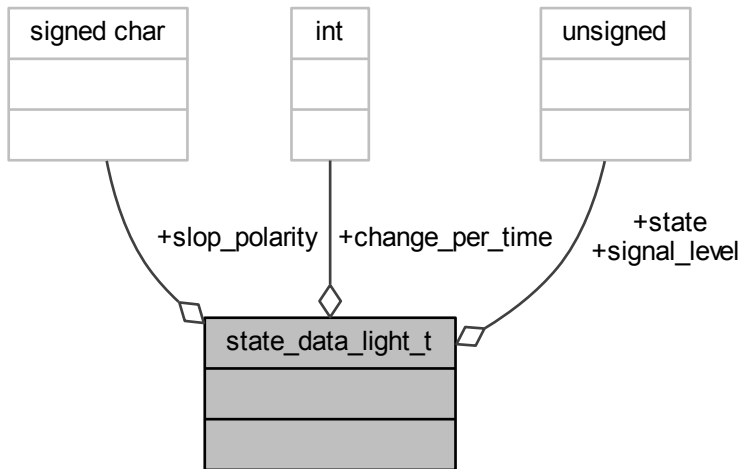 signed char
int
unsigned
+slop_polarity
+change_per_time
+state
+signal_level
state_data_light_t